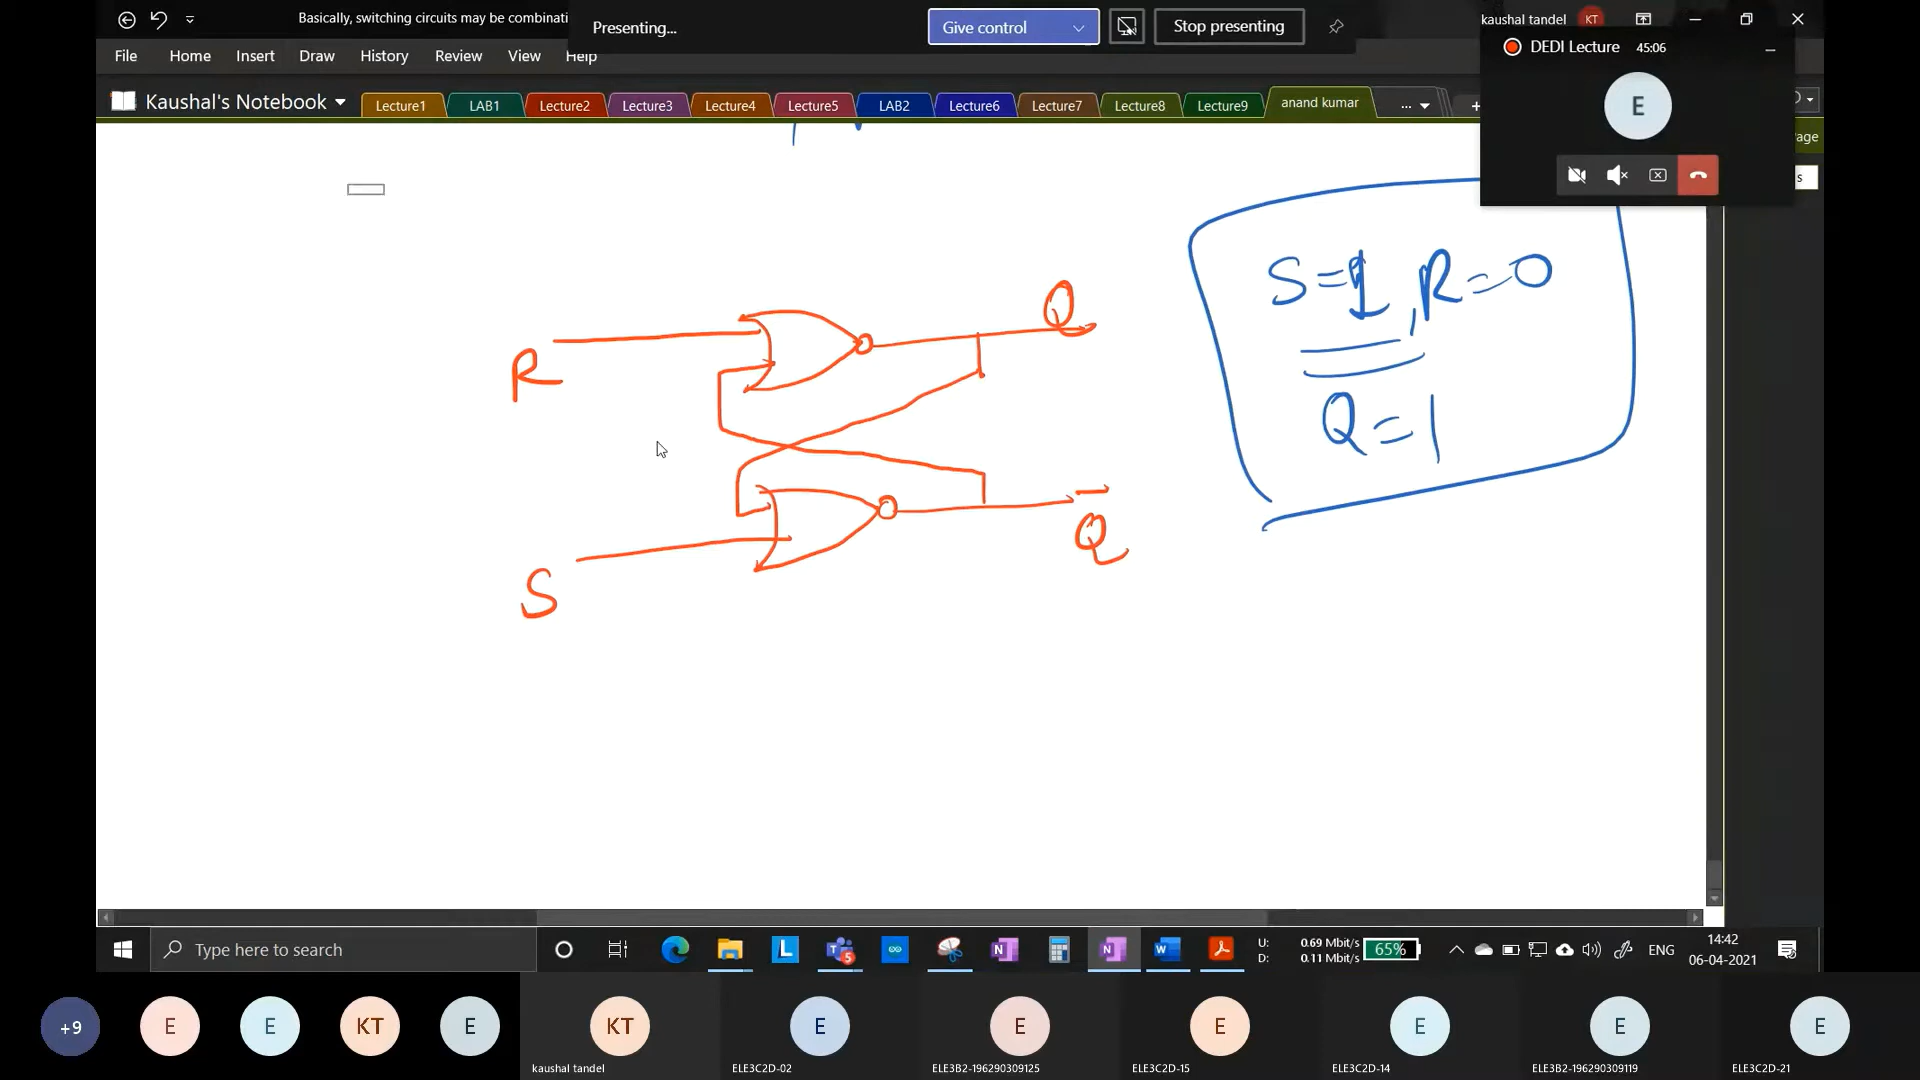 Basically, switching circuits may be combinati
Presenting...
Give control
Stop presenting
kaushal tandel
KT
DEDI Lecture 45:06
E
File Home Insert Draw History Review View Help
Kaushal's Notebook
Lecture1 LAB1 Lecture2 Lecture3 Lecture4 Lecture5 LAB2 Lecture6 Lecture7 Lecture8 Lecture9 anand kumar ... +
age
s
R
Q
S
Q̅
S=1, R=0
Q=1
Type here to search
U: 0.69 Mbit/s
D: 0.11 Mbit/s
65%
ENG
14:42
06-04-2021
+9 E E KT E KT E E E E E E
kaushal tandel ELE3C2D-02 ELE3B2-196290309125 ELE3C2D-15 ELE3C2D-14 ELE3B2-196290309119 ELE3C2D-21